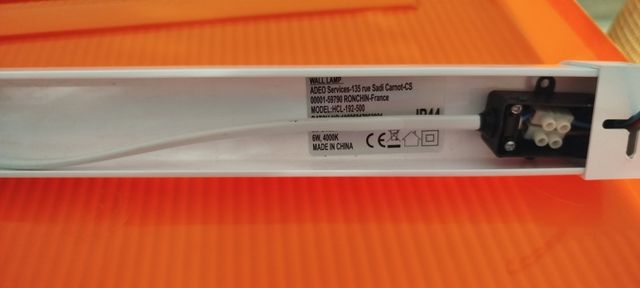 WALL LAMP
ADEO Services-135 rue Sadi Carnot-CS
00001-59790 RONCHIN-France
MODEL:HCL-192-500
IP44
6W, 4000K
MADE IN CHINA
CE